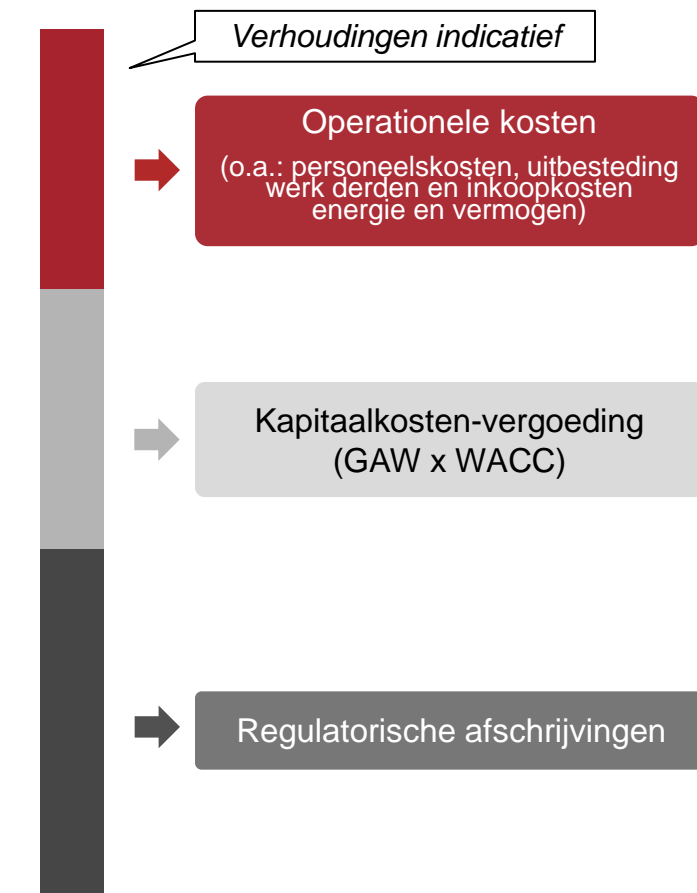 Verhoudingen indicatief
Operationele kosten
(o.a.: personeelskosten, uitbesteding
werk derden en inkoopkosten
energie en vermogen)
Kapitaalkosten-vergoeding
(GAW x WACC)
Regulatorische afschrijvingen